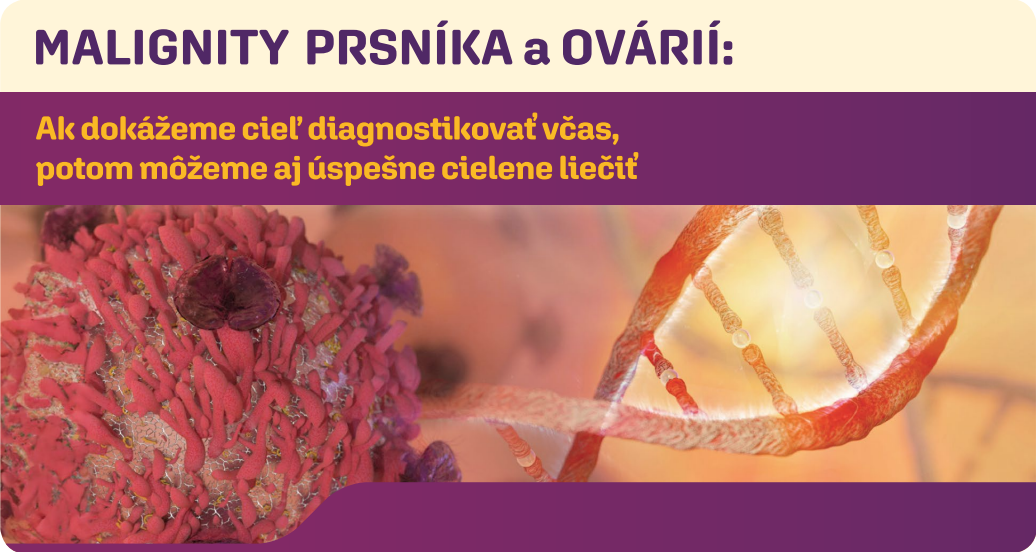 MALIGNITY PRSNÍKA a OVÁRIÍ:
Ak dokážeme cieľ diagnostikovať včas,
potom môžeme aj úspešne cielene liečiť